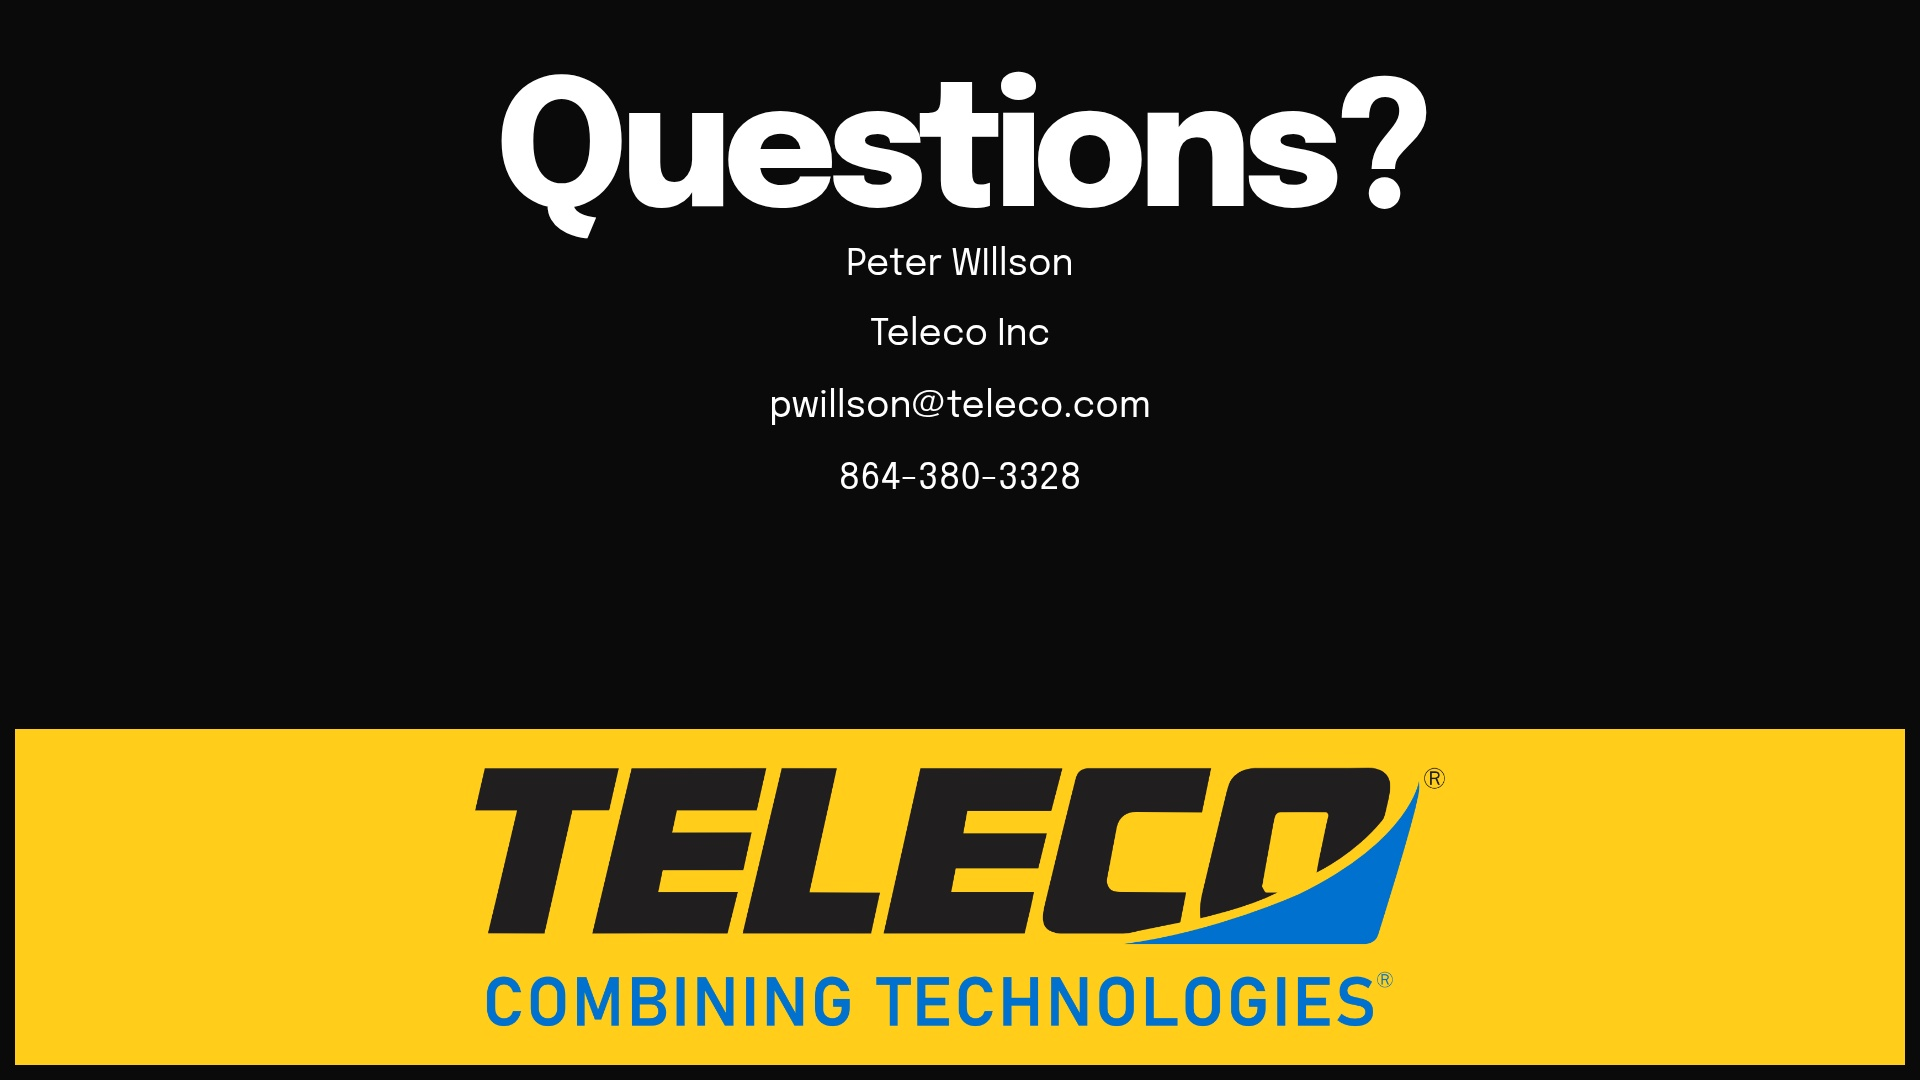 Questions?
Peter WIllson
Teleco Inc
pwillson@teleco.com
864-380-3328
TELECO®
COMBINING TECHNOLOGIES®